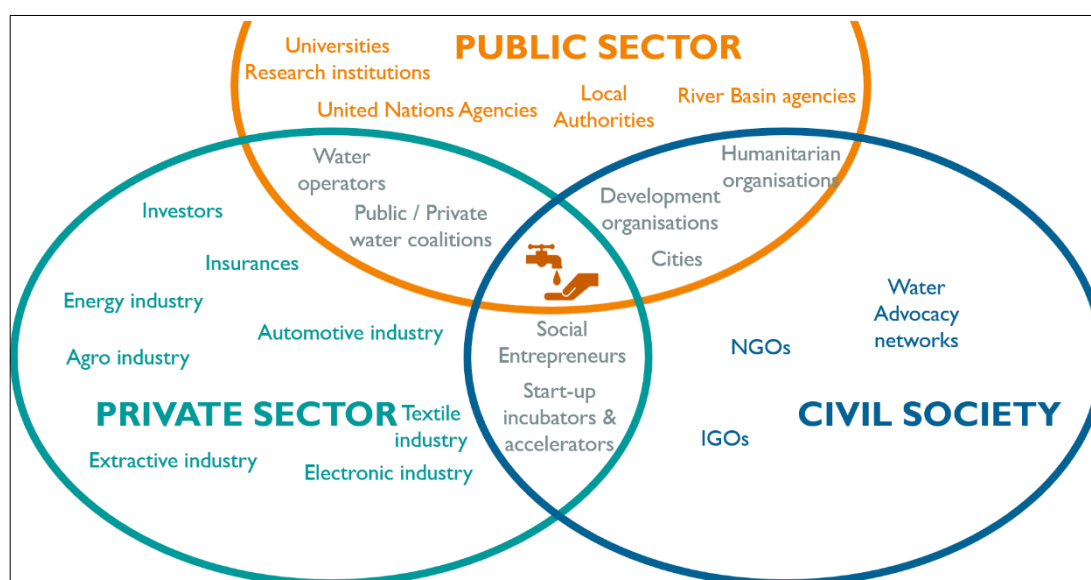 Universities
Research institutions
PUBLIC SECTOR
United Nations Agencies
Local
Authorities
River Basin agencies
Water
operators
Public / Private
water coalitions
Humanitarian
organisations
Development
organisations
Cities
Investors
Insurances
Energy industry
Automotive industry
Agro industry
PRIVATE SECTOR
Textile
industry
Extractive industry
Electronic industry
Social
Entrepreneurs
Start-up
incubators &
accelerators
Water
Advocacy
networks
NGOs
CIVIL SOCIETY
IGOs